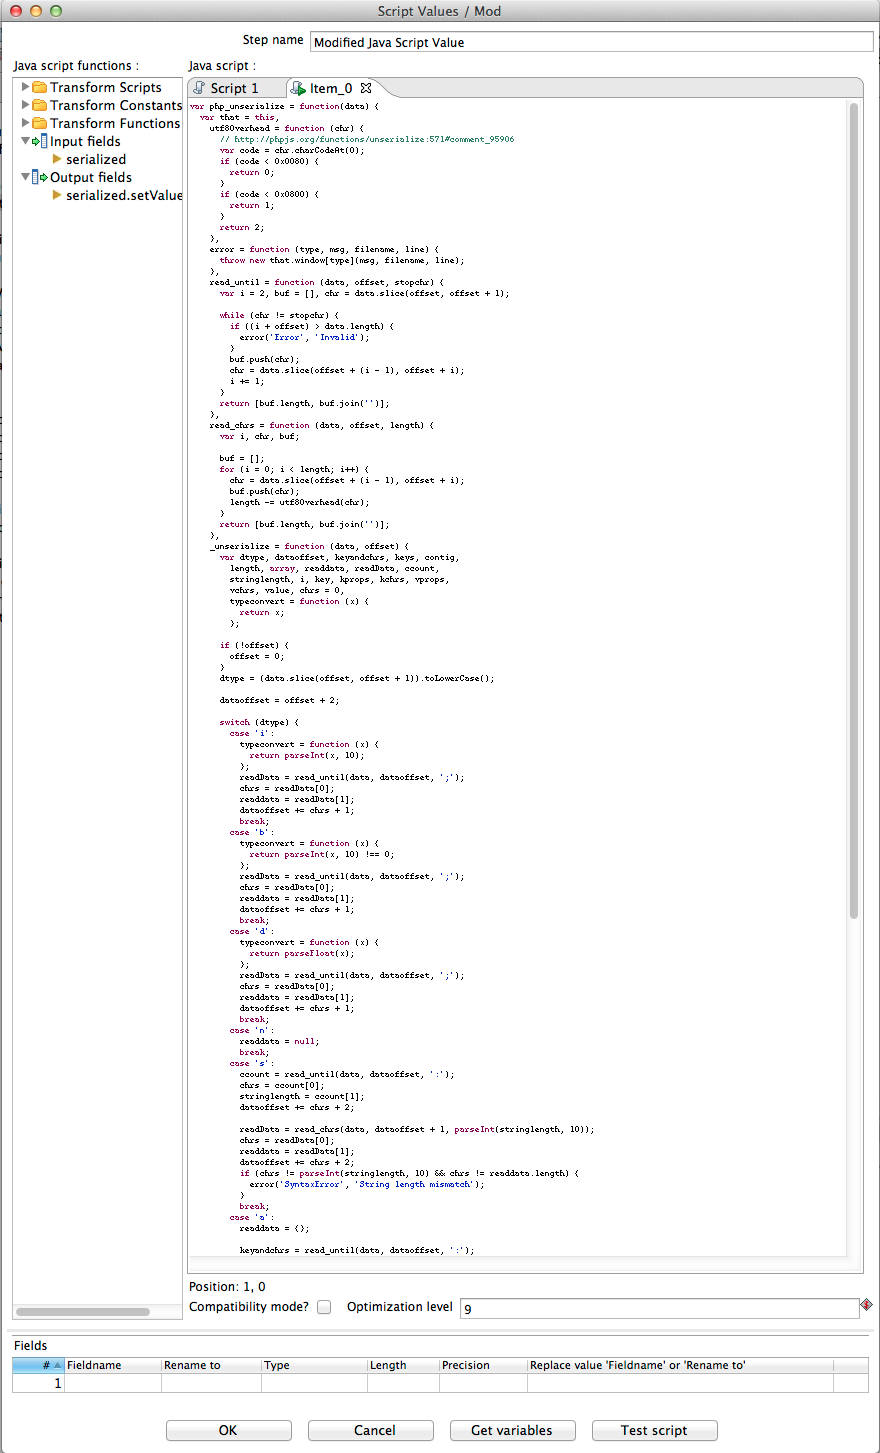 Script Values / Mod
Step name Modified Java Script Value
Java script functions :
Transform Scripts
Transform Constants
Transform Functions
Input fields
serialized
Output fields
serialized.setValue
Java script :
Script 1 Item_0
var php_unserialize = function(data) {
var that = this,
utf8Overhead = function (chr) {
// http://phpjs.org/functions/unserialize:571#comment_95906
var code = chr.charCodeAt(0);
if (code < 0x0080) {
return 0;
}
if (code < 0x0800) {
return 1;
}
return 2;
},
error = function (type, msg, filename, line) {
throw new that.window[type](msg, filename, line);
},
read_until = function (data, offset, stopchr) {
var i = 2, buf = [], chr = data.slice(offset, offset + 1);
while (chr != stopchr) {
if ((i + offset) > data.length) {
error('Error', 'Invalid');
}
buf.push(chr);
chr = data.slice(offset + (i - 1), offset + i);
i += 1;
}
return [buf.length, buf.join('')];
},
read_chrs = function (data, offset, length) {
var i, chr, buf;
buf = [];
for (i = 0; i < length; i++) {
chr = data.slice(offset + (i - 1), offset + i);
buf.push(chr);
length -= utf8Overhead(chr);
}
return [buf.length, buf.join('')];
},
_unserialize = function (data, offset) {
var dtype, dataoffset, keyandchrs, keys, contig,
length, array, readdata, readData, ccount,
stringlength, i, key, kprops, kchrs, vprops,
vchrs, value, chrs = 0,
typeconvert = function (x) {
return x;
};
if (!offset) {
offset = 0;
}
dtype = (data.slice(offset, offset + 1)).toLowerCase();
dataoffset = offset + 2;
switch (dtype) {
case 'i':
typeconvert = function (x) {
return parseInt(x, 10);
};
readData = read_until(data, dataoffset, ';');
chrs = readData[0];
readdata = readData[1];
dataoffset += chrs + 1;
break;
case 'b':
typeconvert = function (x) {
return parseInt(x, 10) !== 0;
};
readData = read_until(data, dataoffset, ';');
chrs = readData[0];
readdata = readData[1];
dataoffset += chrs + 1;
break;
case 'd':
typeconvert = function (x) {
return parseFloat(x);
};
readData = read_until(data, dataoffset, ';');
chrs = readData[0];
readdata = readData[1];
dataoffset += chrs + 1;
break;
case 'n':
readdata = null;
break;
case 's':
ccount = read_until(data, dataoffset, ':');
chrs = ccount[0];
stringlength = ccount[1];
dataoffset += chrs + 2;
readData = read_chrs(data, dataoffset + 1, parseInt(stringlength, 10));
chrs = readData[0];
readdata = readData[1];
dataoffset += chrs + 2;
if (chrs != parseInt(stringlength, 10) && chrs != readdata.length) {
error('SyntaxError', 'String length mismatch');
}
break;
case 'a':
readdata = {};
keyandchrs = read_until(data, dataoffset, ':');
Position: 1, 0
Compatibility mode? Optimization level 9
Fields
# Fieldname Rename to Type Length Precision Replace value 'Fieldname' or 'Rename to'
1
OK Cancel Get variables Test script